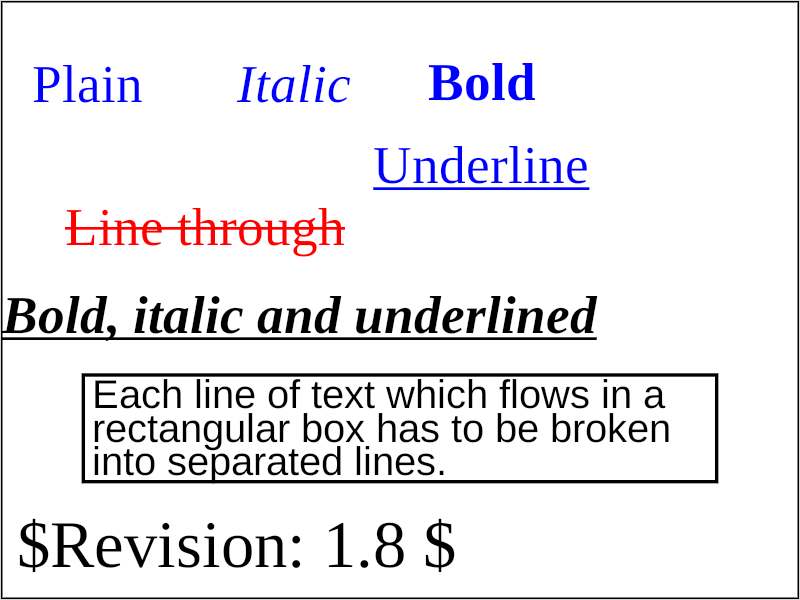 Plain Italic Bold
Underline
Line through
Bold, italic and underlined
Each line of text which flows in a
rectangular box has to be broken
into separated lines.
$Revision: 1.8 $